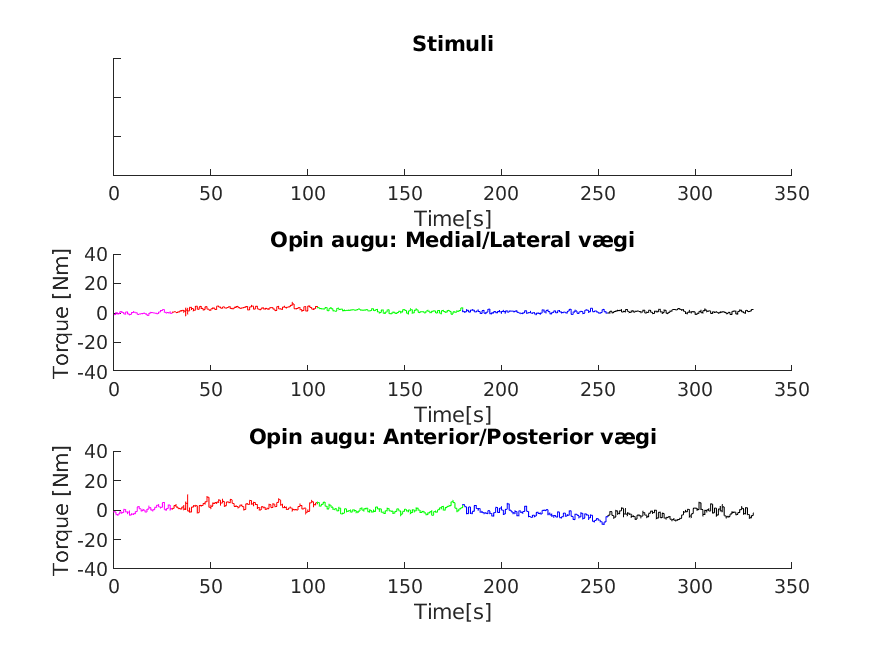 Stimuli
0 50 100 150 200 250 300 350
Time[s]
Opin augu: Medial/Lateral vægi
Torque [Nm]
40
20
0
-20
-40
0 50 100 150 200 250 300 350
Time[s]
Opin augu: Anterior/Posterior vægi
Torque [Nm]
40
20
0
-20
-40
0 50 100 150 200 250 300 350
Time[s]